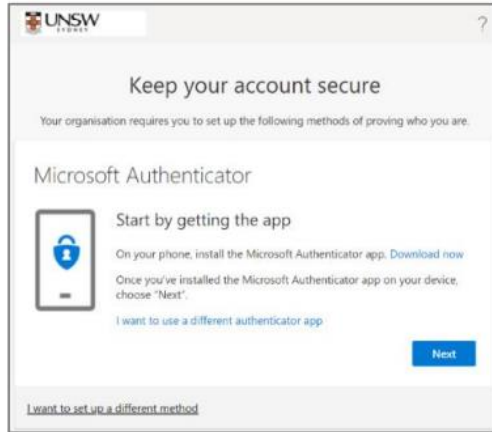 UNSW
SYDNEY
?
Keep your account secure
Your organisation requires you to set up the following methods of proving who you are.
Microsoft Authenticator
Start by getting the app
On your phone, install the Microsoft Authenticator app. Download now
Once you've installed the Microsoft Authenticator app on your device,
choose "Next".
I want to use a different authenticator app
Next
I want to set up a different method